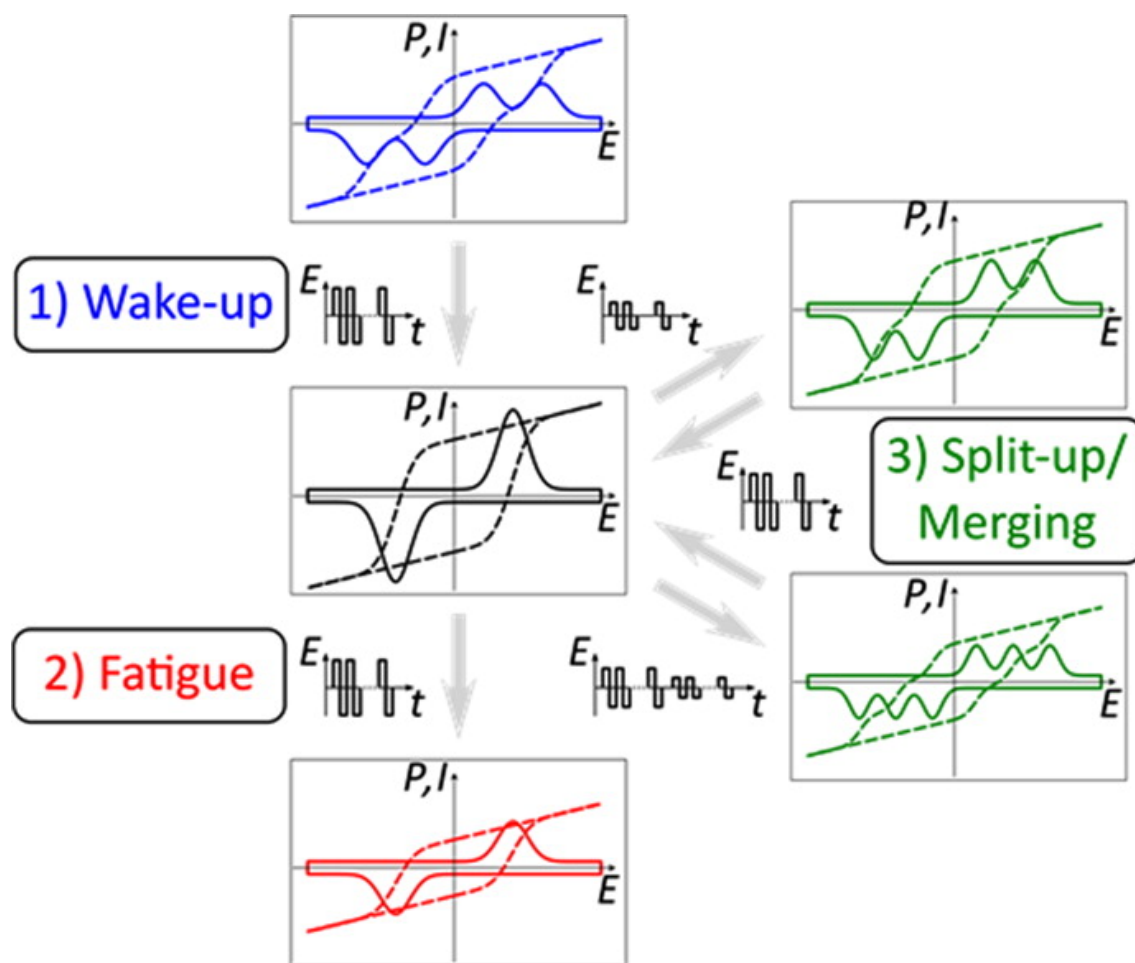 P, I
E
1) Wake-up
E
t
E
t
P, I
E
P, I
E
E
t
3) Split-up/
Merging
P, I
E
2) Fatigue
E
t
E
t
P, I
E